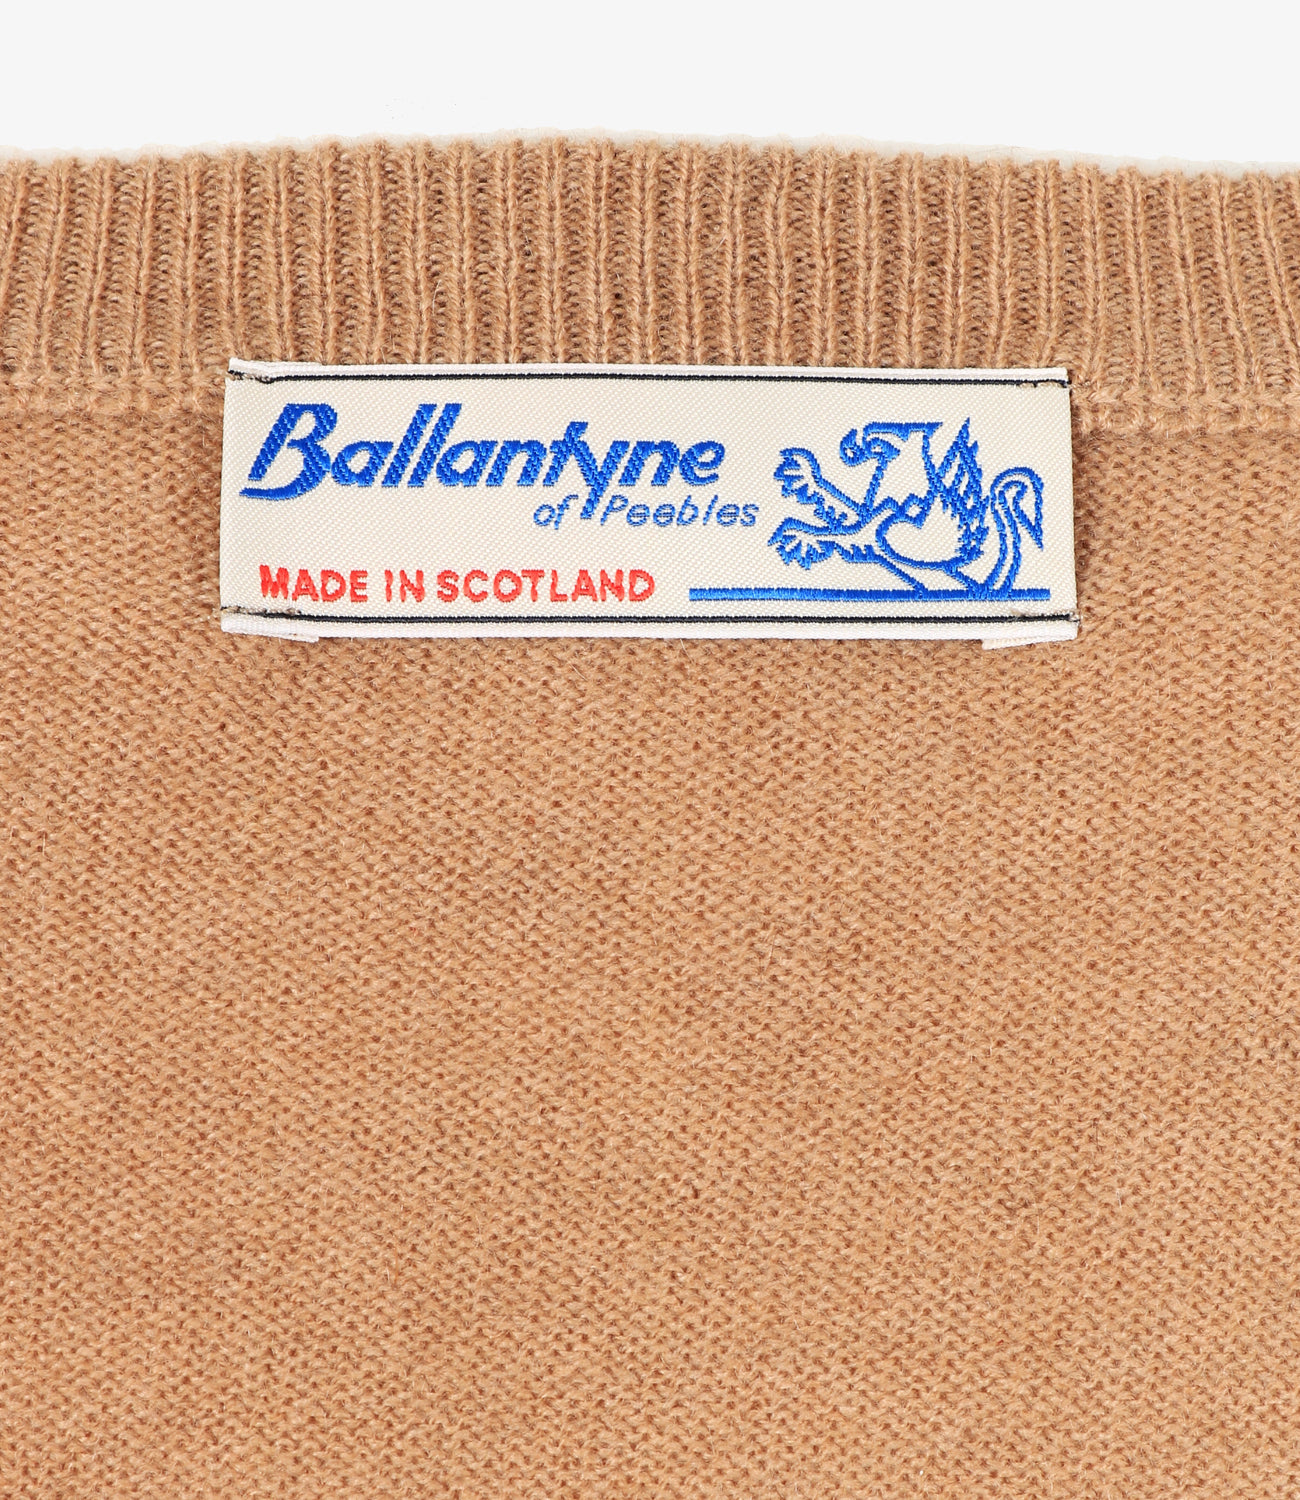 Ballantyne
of Peebles
MADE IN SCOTLAND